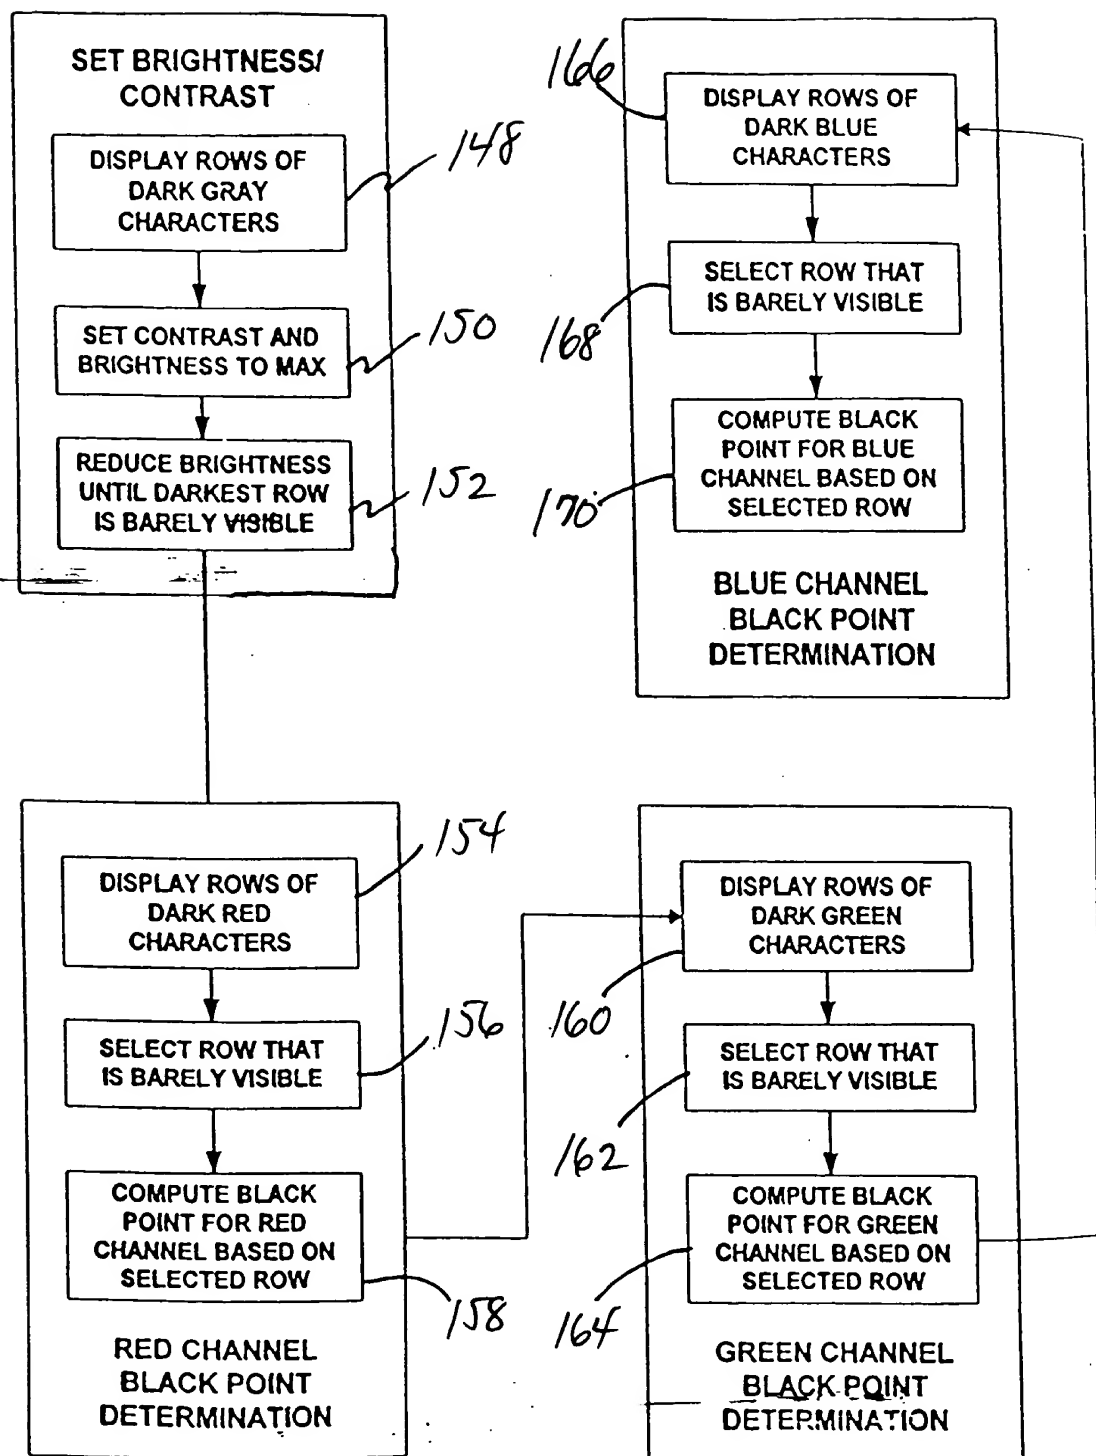 SET BRIGHTNESS/
CONTRAST
DISPLAY ROWS OF
DARK GRAY
CHARACTERS
148
SET CONTRAST AND
BRIGHTNESS TO MAX
150
REDUCE BRIGHTNESS
UNTIL DARKEST ROW
IS BARELY VISIBLE
152
154
DISPLAY ROWS OF
DARK RED
CHARACTERS
156
SELECT ROW THAT
IS BARELY VISIBLE
COMPUTE BLACK
POINT FOR RED
CHANNEL BASED ON
SELECTED ROW
158
RED CHANNEL
BLACK POINT
DETERMINATION
DISPLAY ROWS OF
DARK GREEN
CHARACTERS
160
SELECT ROW THAT
IS BARELY VISIBLE
162
COMPUTE BLACK
POINT FOR GREEN
CHANNEL BASED ON
SELECTED ROW
164
GREEN CHANNEL
BLACK POINT
DETERMINATION
166
DISPLAY ROWS OF
DARK BLUE
CHARACTERS
SELECT ROW THAT
IS BARELY VISIBLE
168
COMPUTE BLACK
POINT FOR BLUE
CHANNEL BASED ON
SELECTED ROW
170
BLUE CHANNEL
BLACK POINT
DETERMINATION